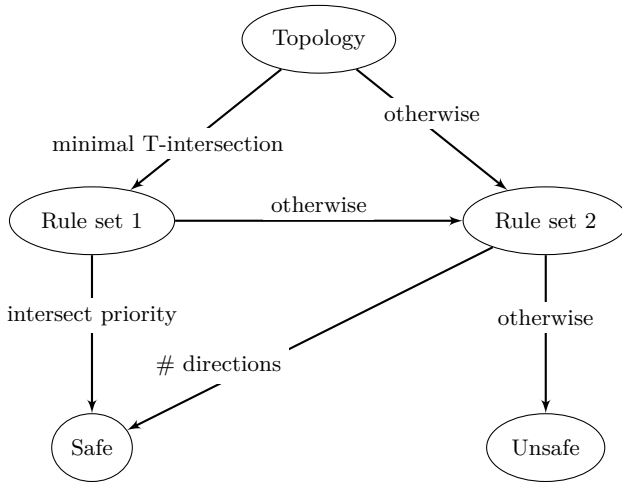 Topology
otherwise
minimal T-intersection
otherwise
Rule set 1
Rule set 2
intersect priority
otherwise
# directions
Safe
Unsafe